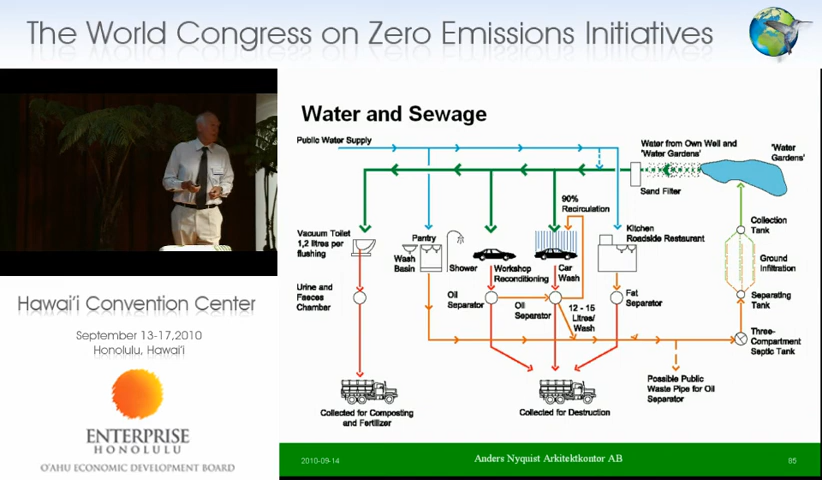 The World Congress on Zero Emissions Initiatives
Water and Sewage
Public Water Supply
Water from Own Well and
'Water Gardens'
'Water
Gardens'
Sand Filter
90%
Recirculation
Vacuum Toilet
1,2 litres per
flushing
Pantry
Wash
Basin
Shower
Workshop
Reconditioning
Car
Wash
Kitchen
Roadside Restaurant
Collection
Tank
Ground
Infiltration
Urine and
Faeces
Chamber
Oil
Separator
Oil
Separator
12 - 15
Litres/
Wash
Fat
Separator
Separating
Tank
Three-
Compartment
Septic Tank
Possible Public
Waste Pipe for Oil
Separator
Collected for Composting
and Fertilizer
Collected for Destruction
2010-09-14
Anders Nyquist Arkitektkontor AB
85
Hawai'i Convention Center
September 13-17,2010
Honolulu, Hawai'i
ENTERPRISE
HONOLULU
O'AHU ECONOMIC DEVELOPMENT BOARD